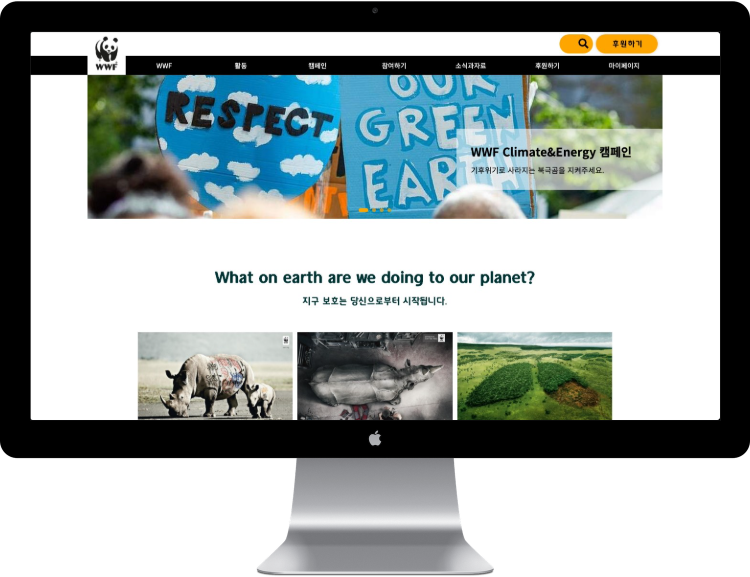 WWF
후원하기
WWF 활동 캠페인 참여하기 소식과자료 후원하기 마이페이지
RESPECT
OUR
GREEN
EARTH
WWF Climate&Energy 캠페인
기후위기로 사라지는 북극곰을 지켜주세요.
What on earth are we doing to our planet?
지구 보호는 당신으로부터 시작됩니다.